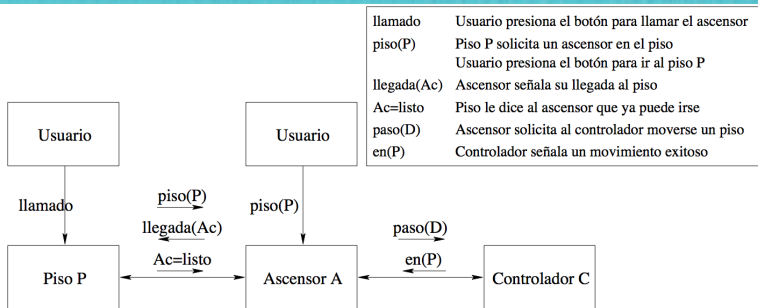 llamado Usuario presiona el botón para llamar el ascensor
piso(P) Piso P solicita un ascensor en el piso
Usuario presiona el botón para ir al piso P
llegada(Ac) Ascensor señala su llegada al piso
Ac=listo Piso le dice al ascensor que ya puede irse
paso(D) Ascensor solicita al controlador moverse un piso
en(P) Controlador señala un movimiento exitoso
Usuario
Usuario
llamado
piso(P)
piso(P)
llegada(Ac)
paso(D)
Ac=listo
en(P)
Piso P
Ascensor A
Controlador C